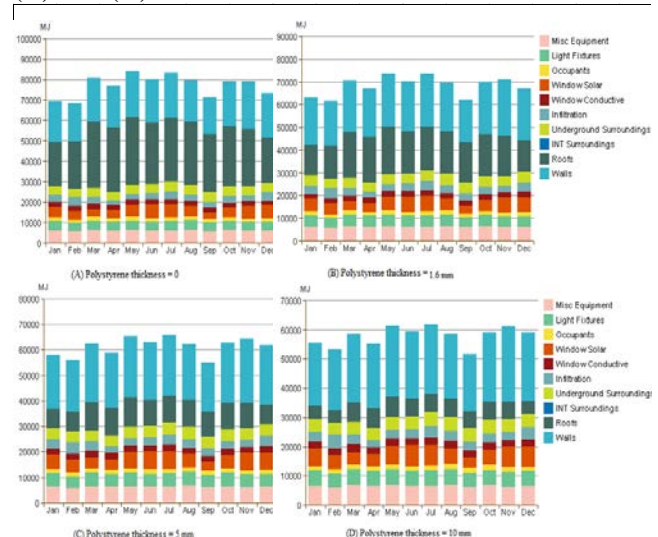 MJ
100000
90000
80000
70000
60000
50000
40000
30000
20000
10000
0
Jan Feb Mar Apr May Jun Jul Aug Sep Oct Nov Dec
(A) Polystyrene thickness = 0
MJ
90000
80000
70000
60000
50000
40000
30000
20000
10000
0
Jan Feb Mar Apr May Jun Jul Aug Sep Oct Nov Dec
(B) Polystyrene thickness = 1.6 mm
Misc Equipment
Light Fixtures
Occupants
Window Solar
Window Conductive
Infiltration
Underground Surroundings
INT Surroundings
Roofs
Walls
MJ
80000
70000
60000
50000
40000
30000
20000
10000
0
Jan Feb Mar Apr May Jun Jul Aug Sep Oct Nov Dec
(C) Polystyrene thickness = 5 mm
MJ
70000
60000
50000
40000
30000
20000
10000
0
Jan Feb Mar Apr May Jun Jul Aug Sep Oct Nov Dec
(D) Polystyrene thickness = 10 mm
Misc Equipment
Light Fixtures
Occupants
Window Solar
Window Conductive
Infiltration
Underground Surroundings
INT Surroundings
Roofs
Walls